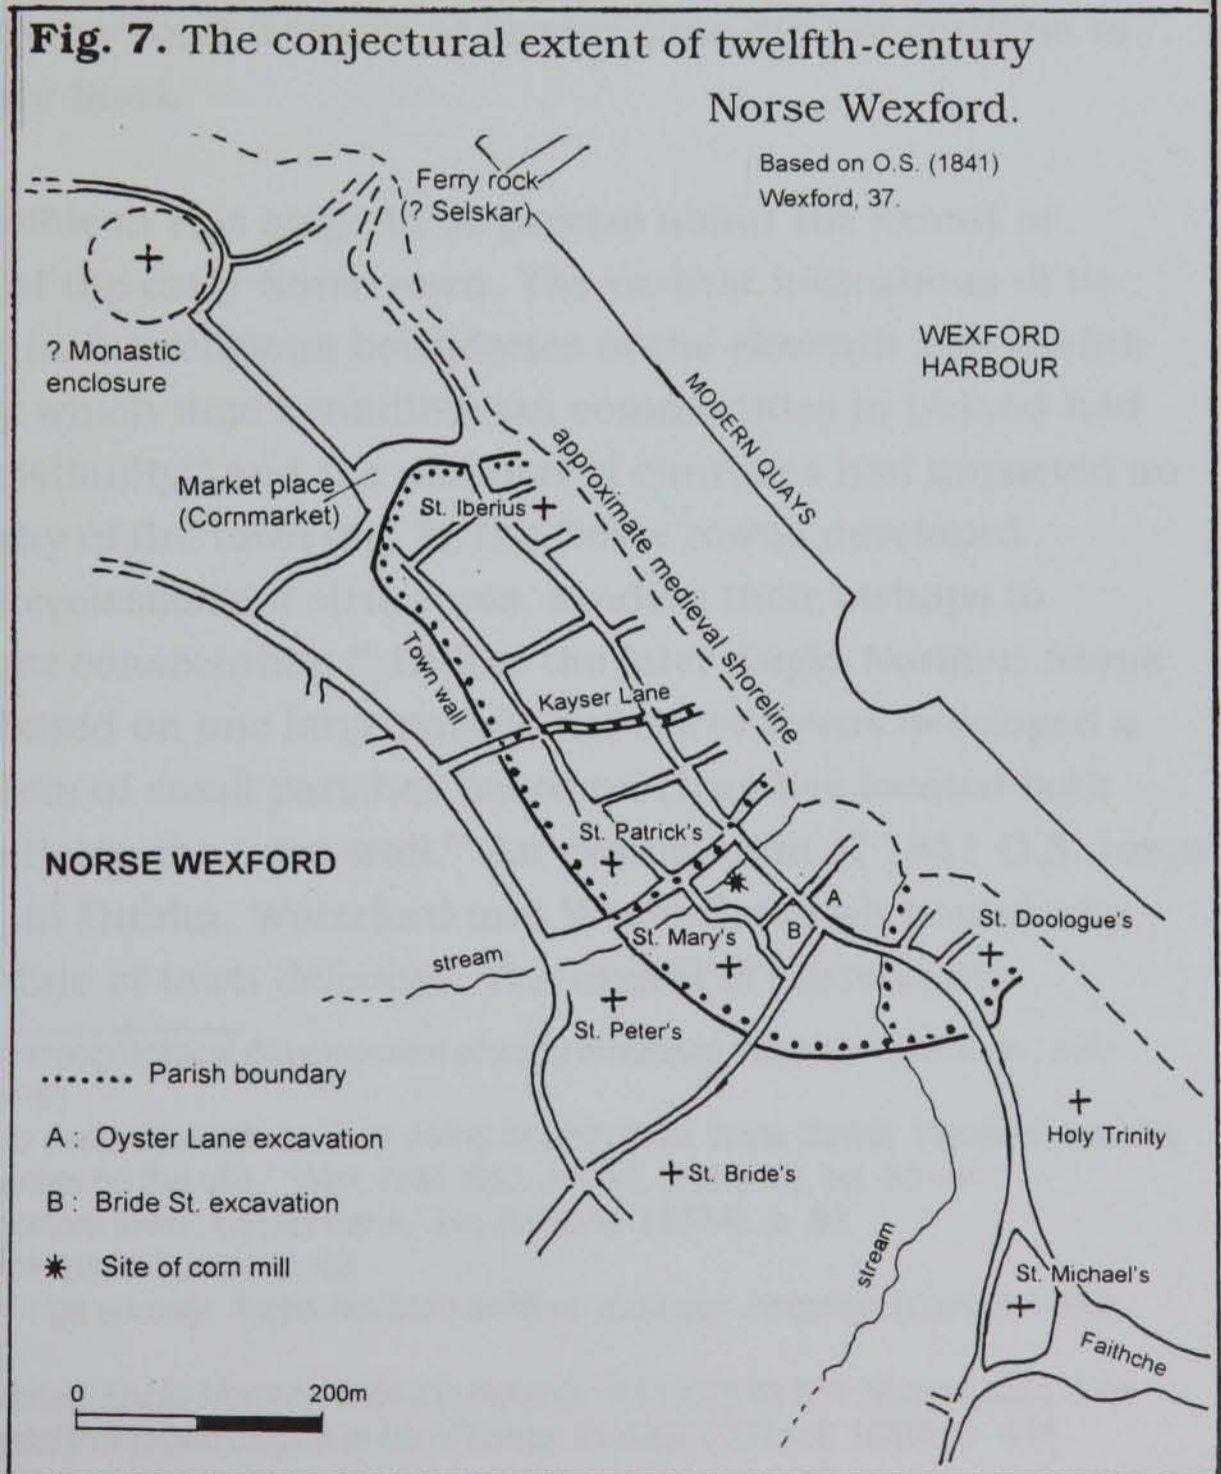 Fig. 7. The conjectural extent of twelfth-century
Norse Wexford.
Based on O.S. (1841)
Wexford, 37.
Ferry rock
(? Selskar)
WEXFORD
HARBOUR
? Monastic
enclosure
MODERN QUAYS
approximate medieval shoreline
Market place
(Cornmarket)
St. Iberius
Town wall
Kayser Lane
St. Patrick's
NORSE WEXFORD
A
B
St. Doologue's
St. Mary's
stream
St. Peter's
Parish boundary
A : Oyster Lane excavation
Holy Trinity
St. Bride's
B : Bride St. excavation
stream
Site of corn mill
St. Michael's
Faithche
0 200m